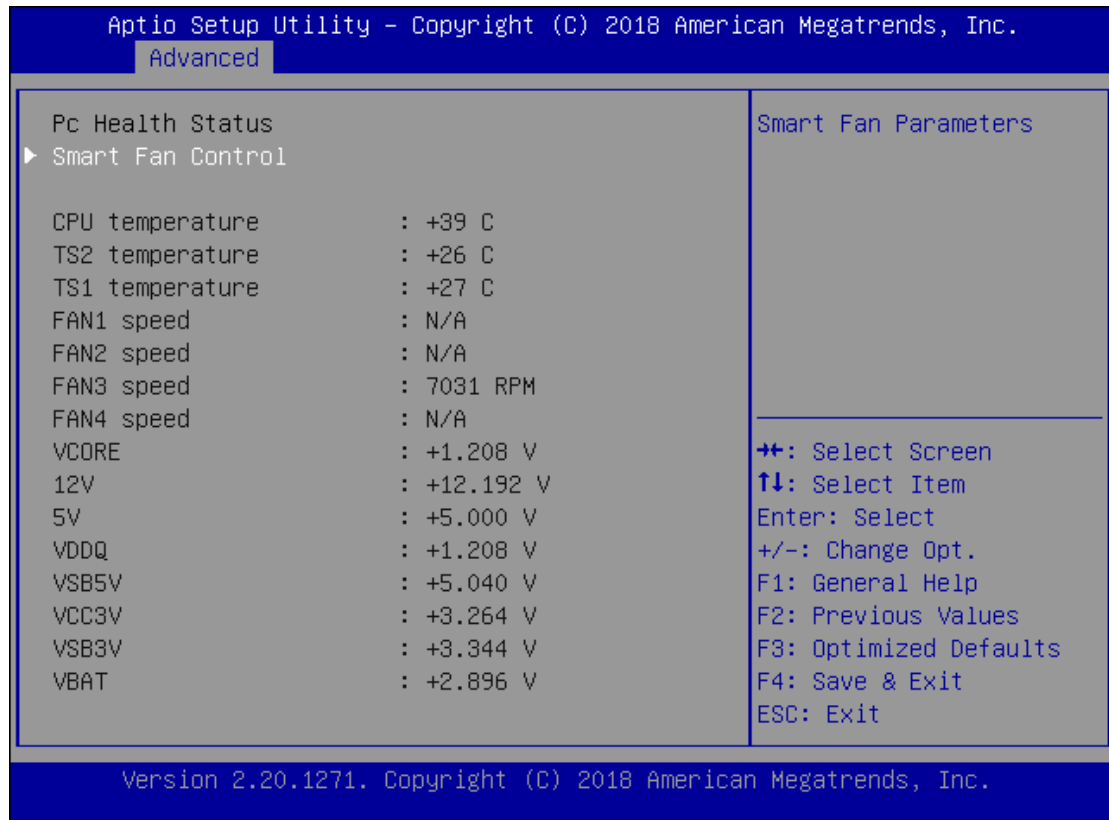 Aptio Setup Utility – Copyright (C) 2018 American Megatrends, Inc.
Advanced
Pc Health Status
▶ Smart Fan Control
CPU temperature : +39 C
TS2 temperature : +26 C
TS1 temperature : +27 C
FAN1 speed : N/A
FAN2 speed : N/A
FAN3 speed : 7031 RPM
FAN4 speed : N/A
VCORE : +1.208 V
12V : +12.192 V
5V : +5.000 V
VDDQ : +1.208 V
VSB5V : +5.040 V
VCC3V : +3.264 V
VSB3V : +3.344 V
VBAT : +2.896 V
Smart Fan Parameters
→←: Select Screen
↑↓: Select Item
Enter: Select
+/-: Change Opt.
F1: General Help
F2: Previous Values
F3: Optimized Defaults
F4: Save & Exit
ESC: Exit
Version 2.20.1271. Copyright (C) 2018 American Megatrends, Inc.